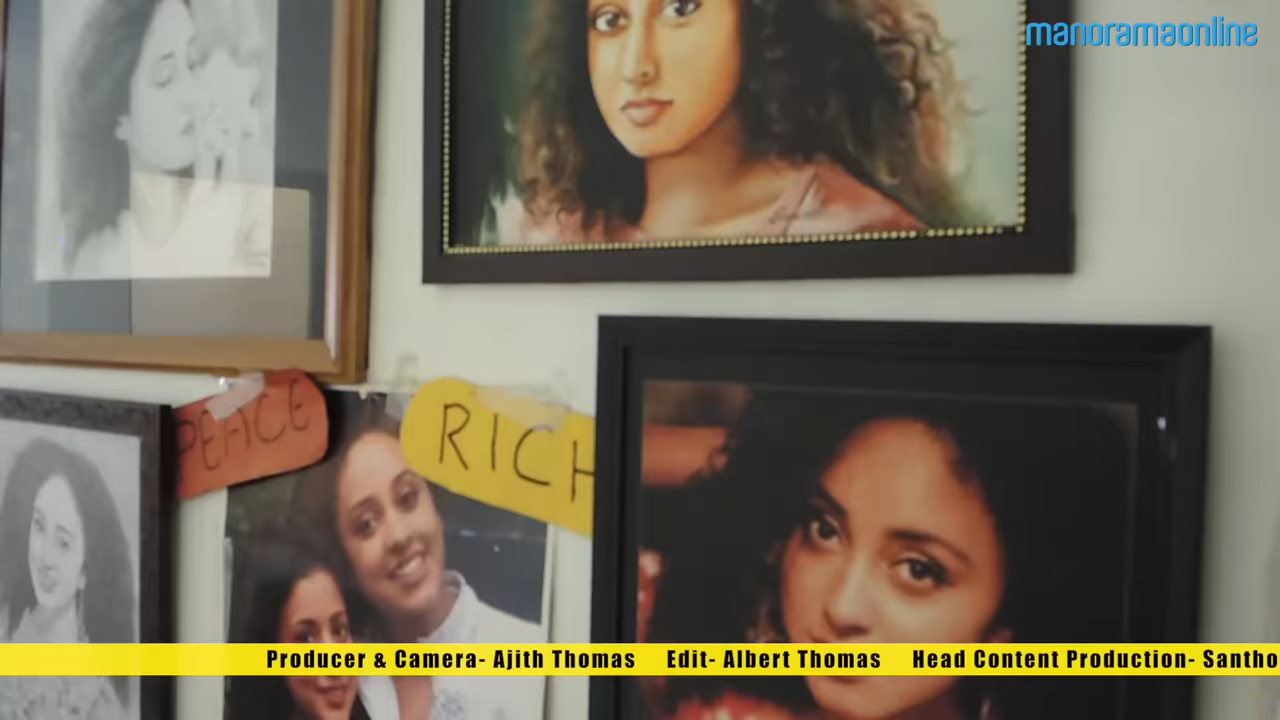 manoramaonline
PEACE
RICH
Producer & Camera- Ajith Thomas Edit- Albert Thomas Head Content Production- Santho